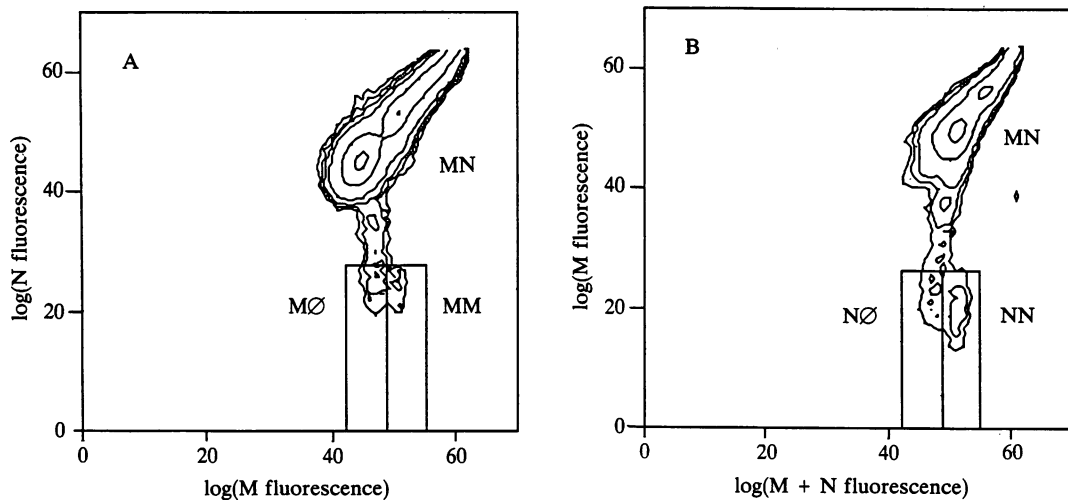 A
60
40
20
0
log(N fluorescence)
MN
MØ
MM
0
20
40
60
log(M fluorescence)
B
60
40
20
0
log(M fluorescence)
MN
NØ
NN
0
20
40
60
log(M + N fluorescence)